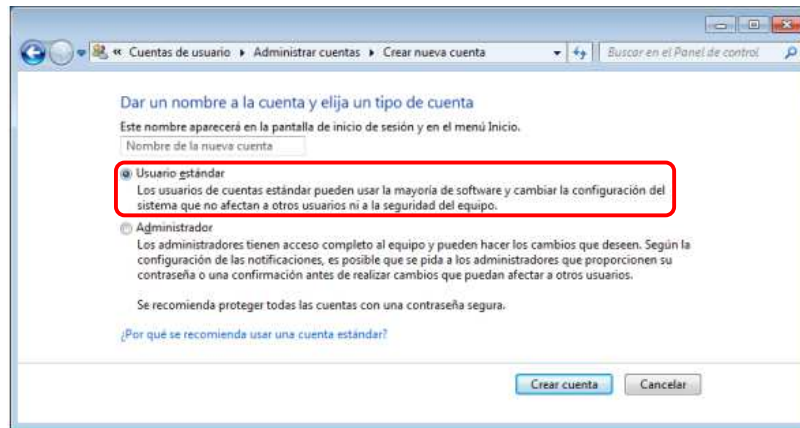 « Cuentas de usuario ▸ Administrar cuentas ▸ Crear nueva cuenta
Buscar en el Panel de control
Dar un nombre a la cuenta y elija un tipo de cuenta
Este nombre aparecerá en la pantalla de inicio de sesión y en el menú Inicio.
Nombre de la nueva cuenta
Usuario estándar
Los usuarios de cuentas estándar pueden usar la mayoría de software y cambiar la configuración del
sistema que no afectan a otros usuarios ni a la seguridad del equipo.
Administrador
Los administradores tienen acceso completo al equipo y pueden hacer los cambios que deseen. Según la
configuración de las notificaciones, es posible que se pida a los administradores que proporcionen su
contraseña o una confirmación antes de realizar cambios que puedan afectar a otros usuarios.
Se recomienda proteger todas las cuentas con una contraseña segura.
¿Por qué se recomienda usar una cuenta estándar?
Crear cuenta
Cancelar